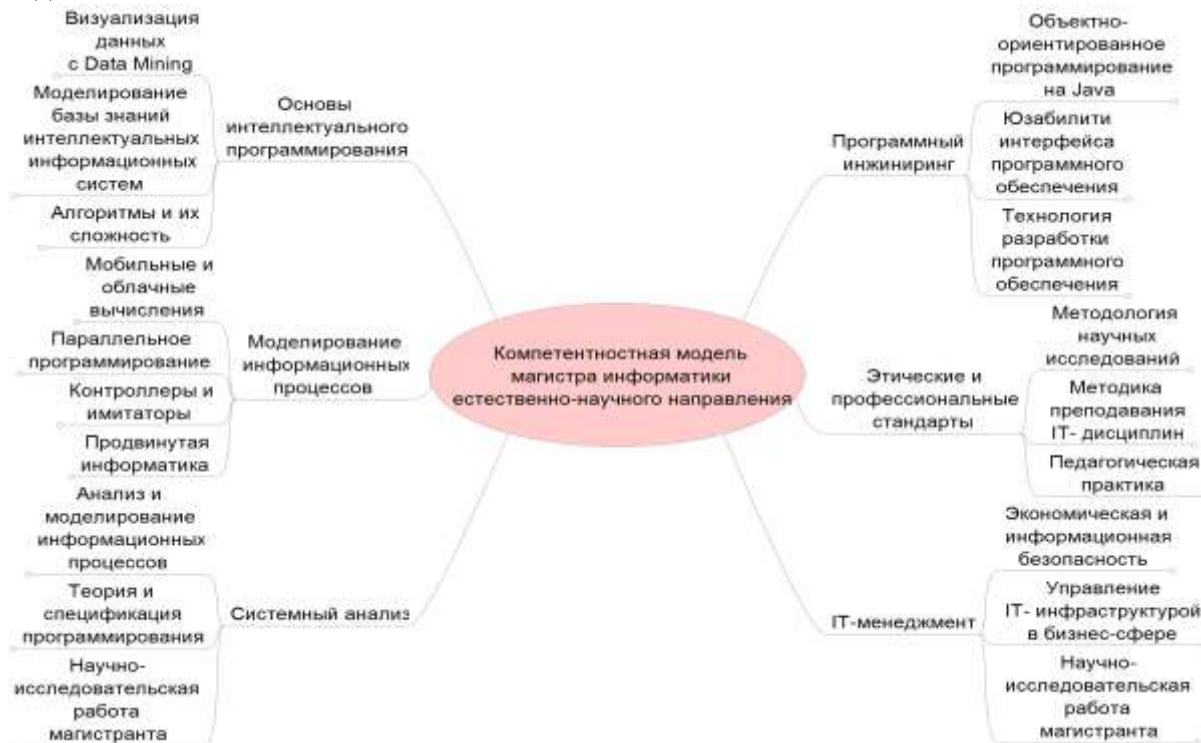 Визуализация
данных
с Data Mining
Моделирование
базы знаний
интеллектуальных
информационных
систем
Алгоритмы и их
сложность
Основы
интеллектуального
программирования
Мобильные и
облачные
вычисления
Параллельное
программирование
Контроллеры и
имитаторы
Продвинутая
информатика
Моделирование
информационных
процессов
Анализ и
моделирование
информационных
процессов
Теория и
спецификация
программирования
Научно-
исследовательская
работа
магистранта
Системный анализ
Компетентностная модель
магистра информатики
естественно-научного направления
Программный
инжиниринг
Объектно-
ориентированное
программирование
на Java
Юзабилити
интерфейса
программного
обеспечения
Технология
разработки
программного
обеспечения
Этические и
профессиональные
стандарты
Методология
научных
исследований
Методика
преподавания
IT- дисциплин
Педагогическая
практика
IT-менеджмент
Экономическая и
информационная
безопасность
Управление
IT- инфраструктурой
в бизнес-сфере
Научно-
исследовательская
работа
магистранта